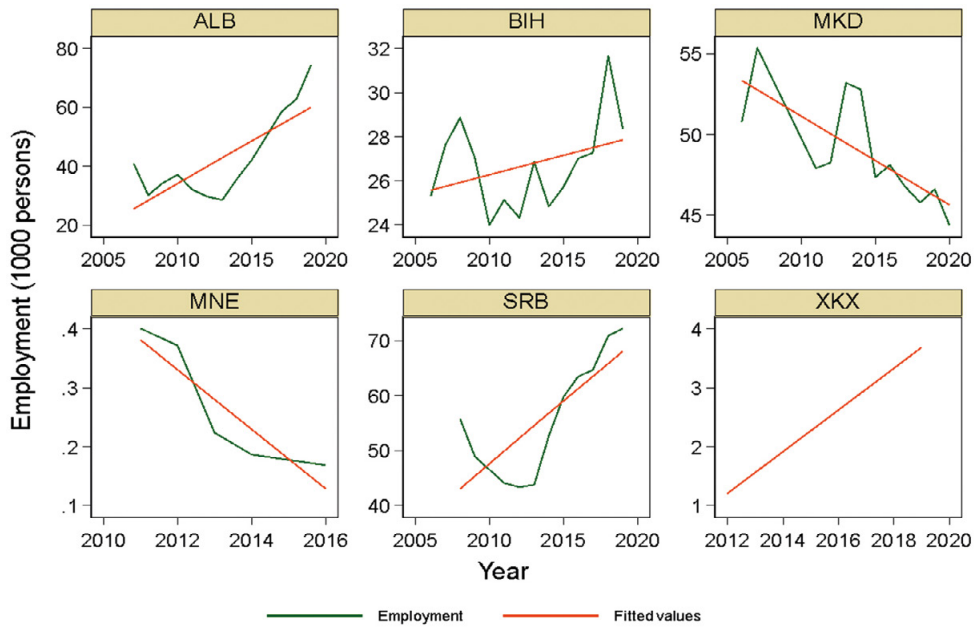 ALB BIH MKD
80 60 40 20
32 30 28 26 24
55 50 45
2005 2010 2015 2020
2005 2010 2015 2020
2005 2010 2015 2020
Employment (1000 persons)
MNE SRB XKX
.4 .3 .2 .1
70 60 50 40
4 3 2 1
2010 2012 2014 2016
2005 2010 2015 2020
2012 2014 2016 2018 2020
Year
Employment Fitted values